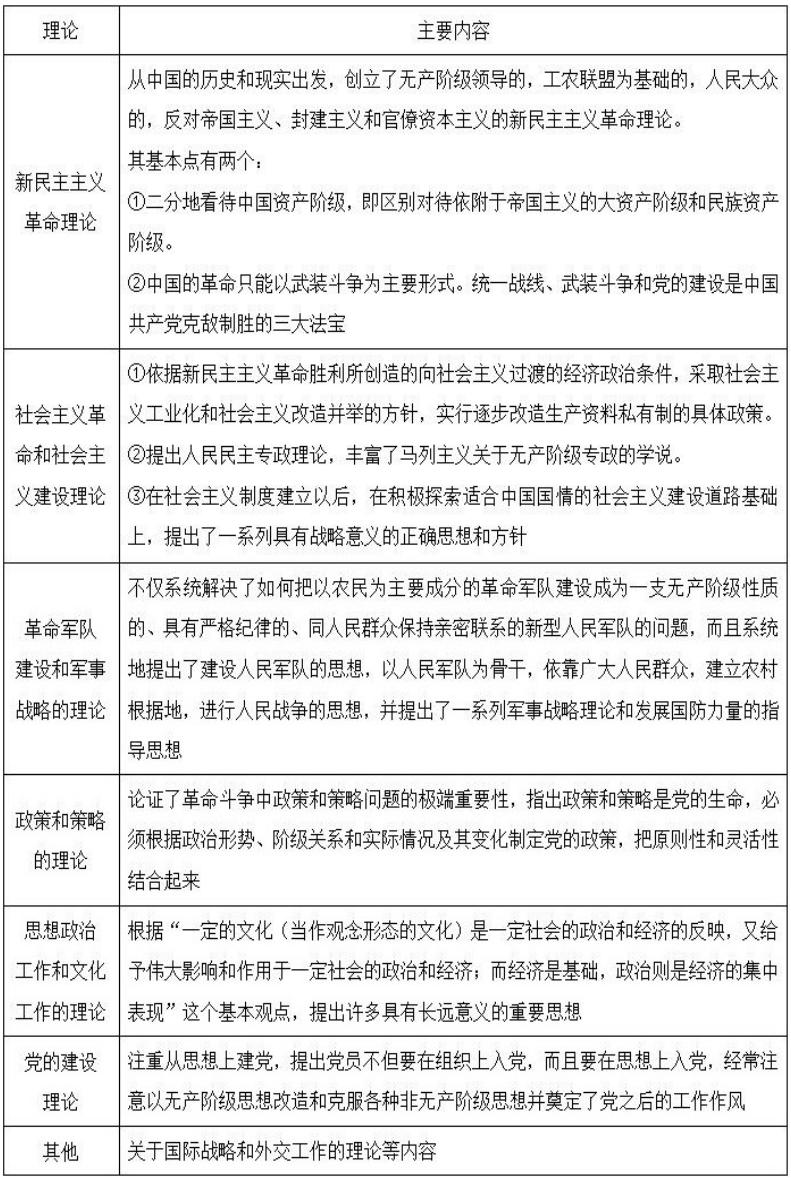 理论
主要内容
新民主主义
革命理论
从中国的历史和现实出发，创立了无产阶级领导的，工农联盟为基础的，人民大众
的，反对帝国主义、封建主义和官僚资本主义的新民主主义革命理论。
其基本点有两个：
①二分地看待中国资产阶级，即区别对待依附于帝国主义的大资产阶级和民族资产
阶级。
②中国的革命只能以武装斗争为主要形式。统一战线、武装斗争和党的建设是中国
共产党克敌制胜的三大法宝
社会主义革
命和社会主
义建设理论
①依据新民主主义革命胜利所创造的向社会主义过渡的经济政治条件，采取社会主
义工业化和社会主义改造并举的方针，实行逐步改造生产资料私有制的具体政策。
②提出人民民主专政理论，丰富了马列主义关于无产阶级专政的学说。
③在社会主义制度建立以后，在积极探索适合中国国情的社会主义建设道路基础
上，提出了一系列具有战略意义的正确思想和方针
革命军队
建设和军事
战略的理论
不仅系统解决了如何把以农民为主要成分的革命军队建设成为一支无产阶级性质
的、具有严格纪律的、同人民群众保持亲密联系的新型人民军队的问题，而且系统
地提出了建设人民军队的思想，以人民军队为骨干，依靠广大人民群众，建立农村
根据地，进行人民战争的思想，并提出了一系列军事战略理论和发展国防力量的指
导思想
政策和策略
的理论
论证了革命斗争中政策和策略问题的极端重要性，指出政策和策略是党的生命，必
须根据政治形势、阶级关系和实际情况及其变化制定党的政策，把原则性和灵活性
结合起来
思想政治
工作和文化
工作的理论
根据“一定的文化（当作观念形态的文化）是一定社会的政治和经济的反映，又给
予伟大影响和作用于一定社会的政治和经济；而经济是基础，政治则是经济的集中
表现”这个基本观点，提出许多具有长远意义的重要思想
党的建设
理论
注重从思想上建党，提出党员不但要在组织上入党，而且要在思想上入党，经常注
意以无产阶级思想改造和克服各种非无产阶级思想并奠定了党之后的工作作风
其他
关于国际战略和外交工作的理论等内容